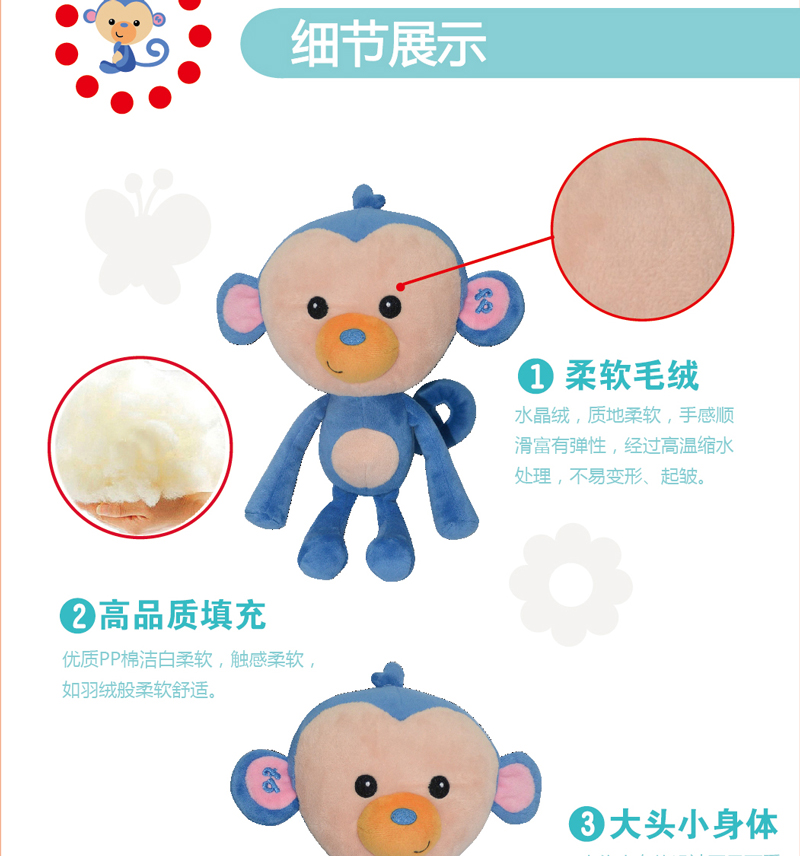 细节展示
1 柔软毛绒
水晶绒，质地柔软，手感顺
滑富有弹性，经过高温缩水
处理，不易变形、起皱。
2 高品质填充
优质PP棉洁白柔软，触感柔软，
如羽绒般柔软舒适。
3 大头小身体